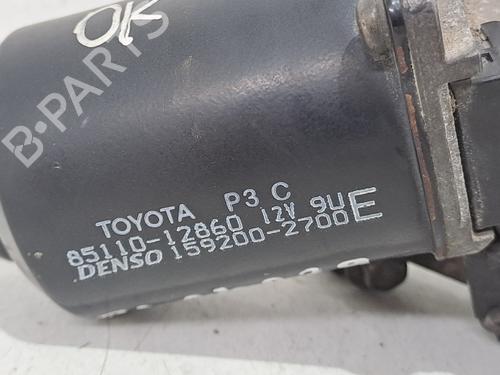 OK
B-PARTS
TOYOTA P3 C
85110-12860 12V 9U
DENSO 159200-2700 E